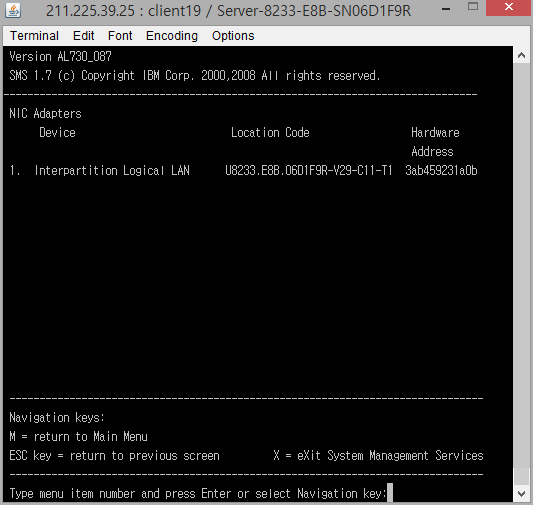 211.225.39.25 : client19 / Server-8233-E8B-SN06D1F9R
Terminal Edit Font Encoding Options
Version AL730_087
SMS 1.7 (c) Copyright IBM Corp. 2000,2008 All rights reserved.
-------------------------------------------------------------------------------
NIC Adapters
Device Location Code Hardware
Address
1. Interpartition Logical LAN U8233.E8B.06D1F9R-V29-C11-T1 3ab459231a0b
-------------------------------------------------------------------------------
Navigation keys:
M = return to Main Menu
ESC key = return to previous screen X = eXit System Management Services
-------------------------------------------------------------------------------
Type menu item number and press Enter or select Navigation key: